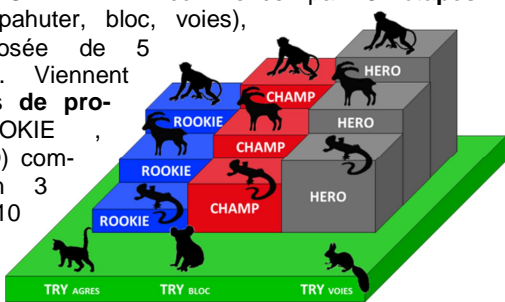 pahuter, bloc, voies),
osée de 5
. Viennent
s de pro-
OKIE ,
) com-
n 3
10
HERO
CHAMP
ROOKIE
HERO
CHAMP
ROOKIE
HERO
CHAMP
ROOKIE
TRY AGRES TRY BLOC TRY VOIES